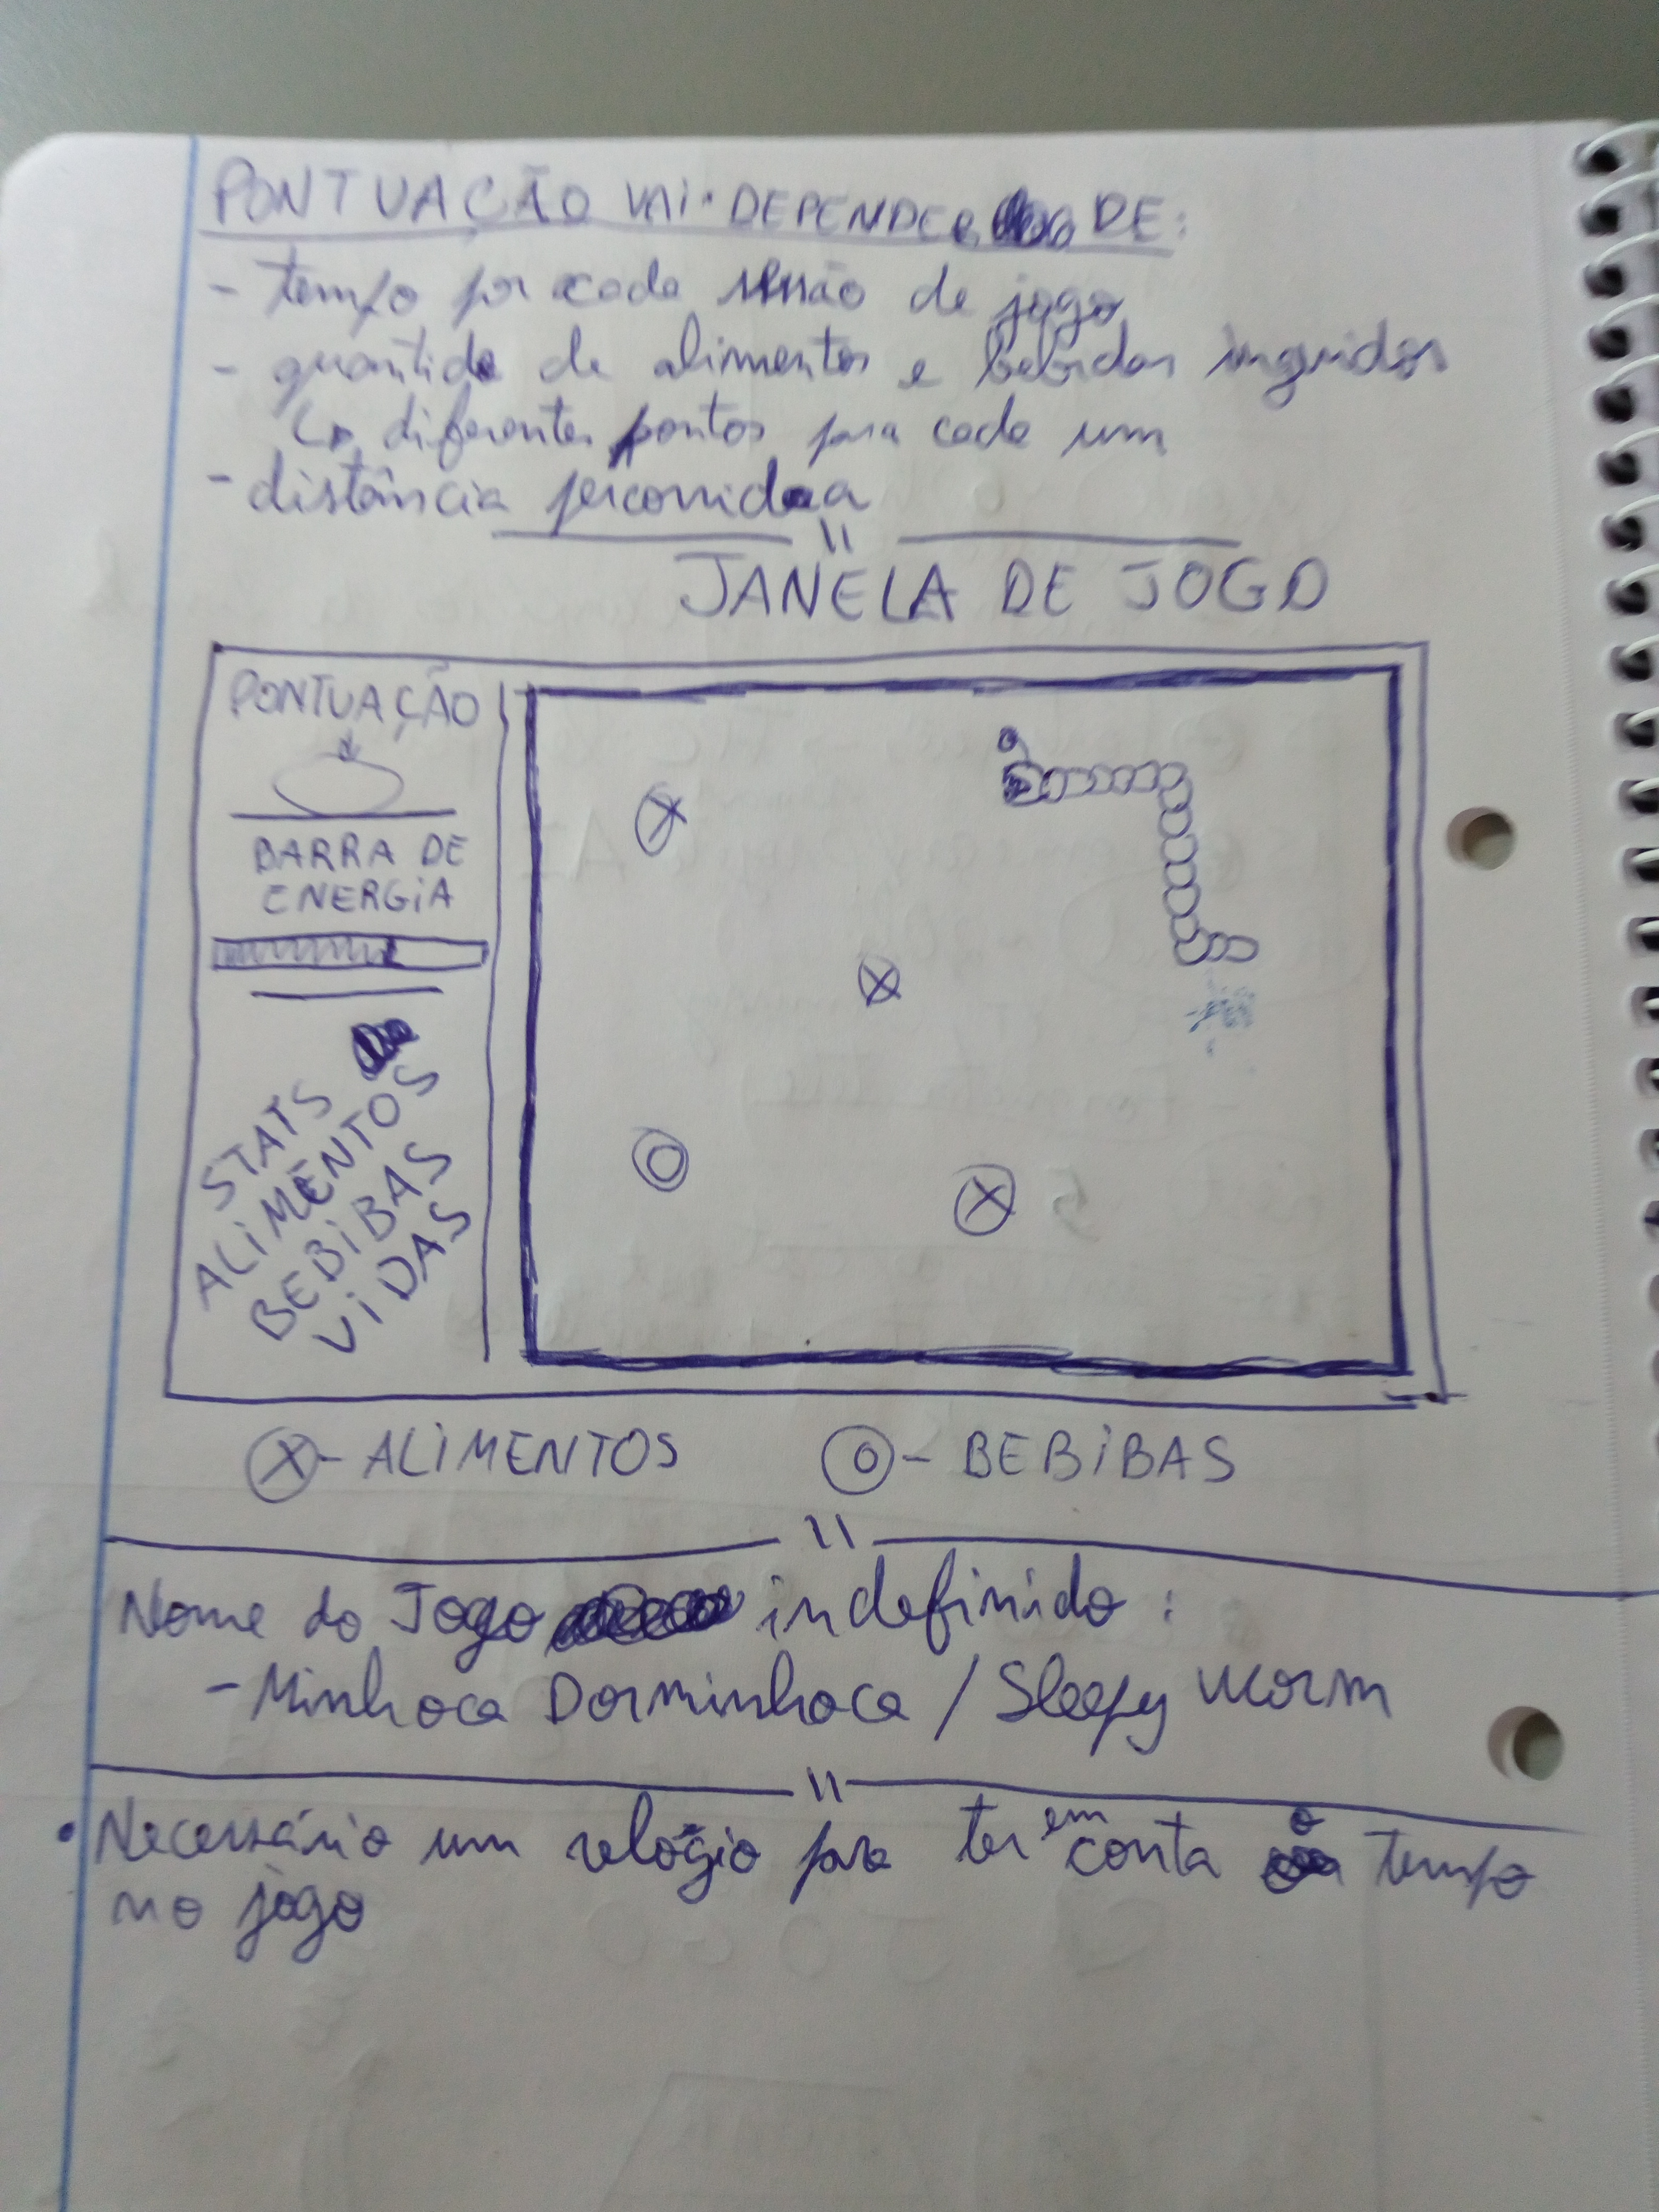 PONTUAÇÃO VAI DEPENDER DE:
- tempo por cada sessão de jogo
- quantide de alimentos e bebidas ingeridos
↳ diferentes pontos para cada um
- distância percorrida
JANELA DE JOGO
PONTUAÇÃO
BARRA DE
ENERGIA
STATS
ALIMENTOS
BEBIBAS
VIDAS
X - ALIMENTOS O - BEBIBAS
Nome do Jogo indefinido:
- Minhoca Dorminhoca / Sleepy Worm
• Necessário um relógio para ter em conta o tempo
no jogo